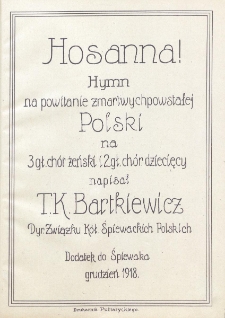 Hosanna!
Hymn
na powitanie zmartwychpowstałej
Polski
na
3 gł. chór żeński i 2 gł. chór dziecięcy
napisał
T.K. Bartkiewicz
Dyr. Związku Kół Śpiewackich Polskich
Dodatek do Śpiewaka
grudzień 1918.